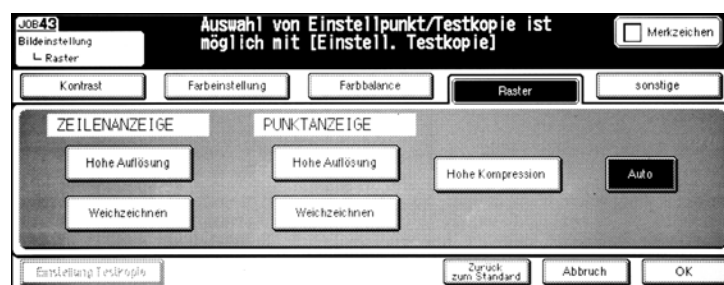 JOB43
Bildeinstellung
Raster
Auswahl von Einstellpunkt/Testkopie ist
möglich mit [Einstell. Testkopie]
Merkzeichen
Kontrast
Farbeinstellung
Farbbalance
Raster
sonstige
ZEILENANZEIGE
PUNKTANZEIGE
Hohe Auflösung
Hohe Auflösung
Hohe Kompression
Auto
Weichzeichnen
Weichzeichnen
Einstellung Testkopie
Zurück
zum Standard
Abbruch
OK